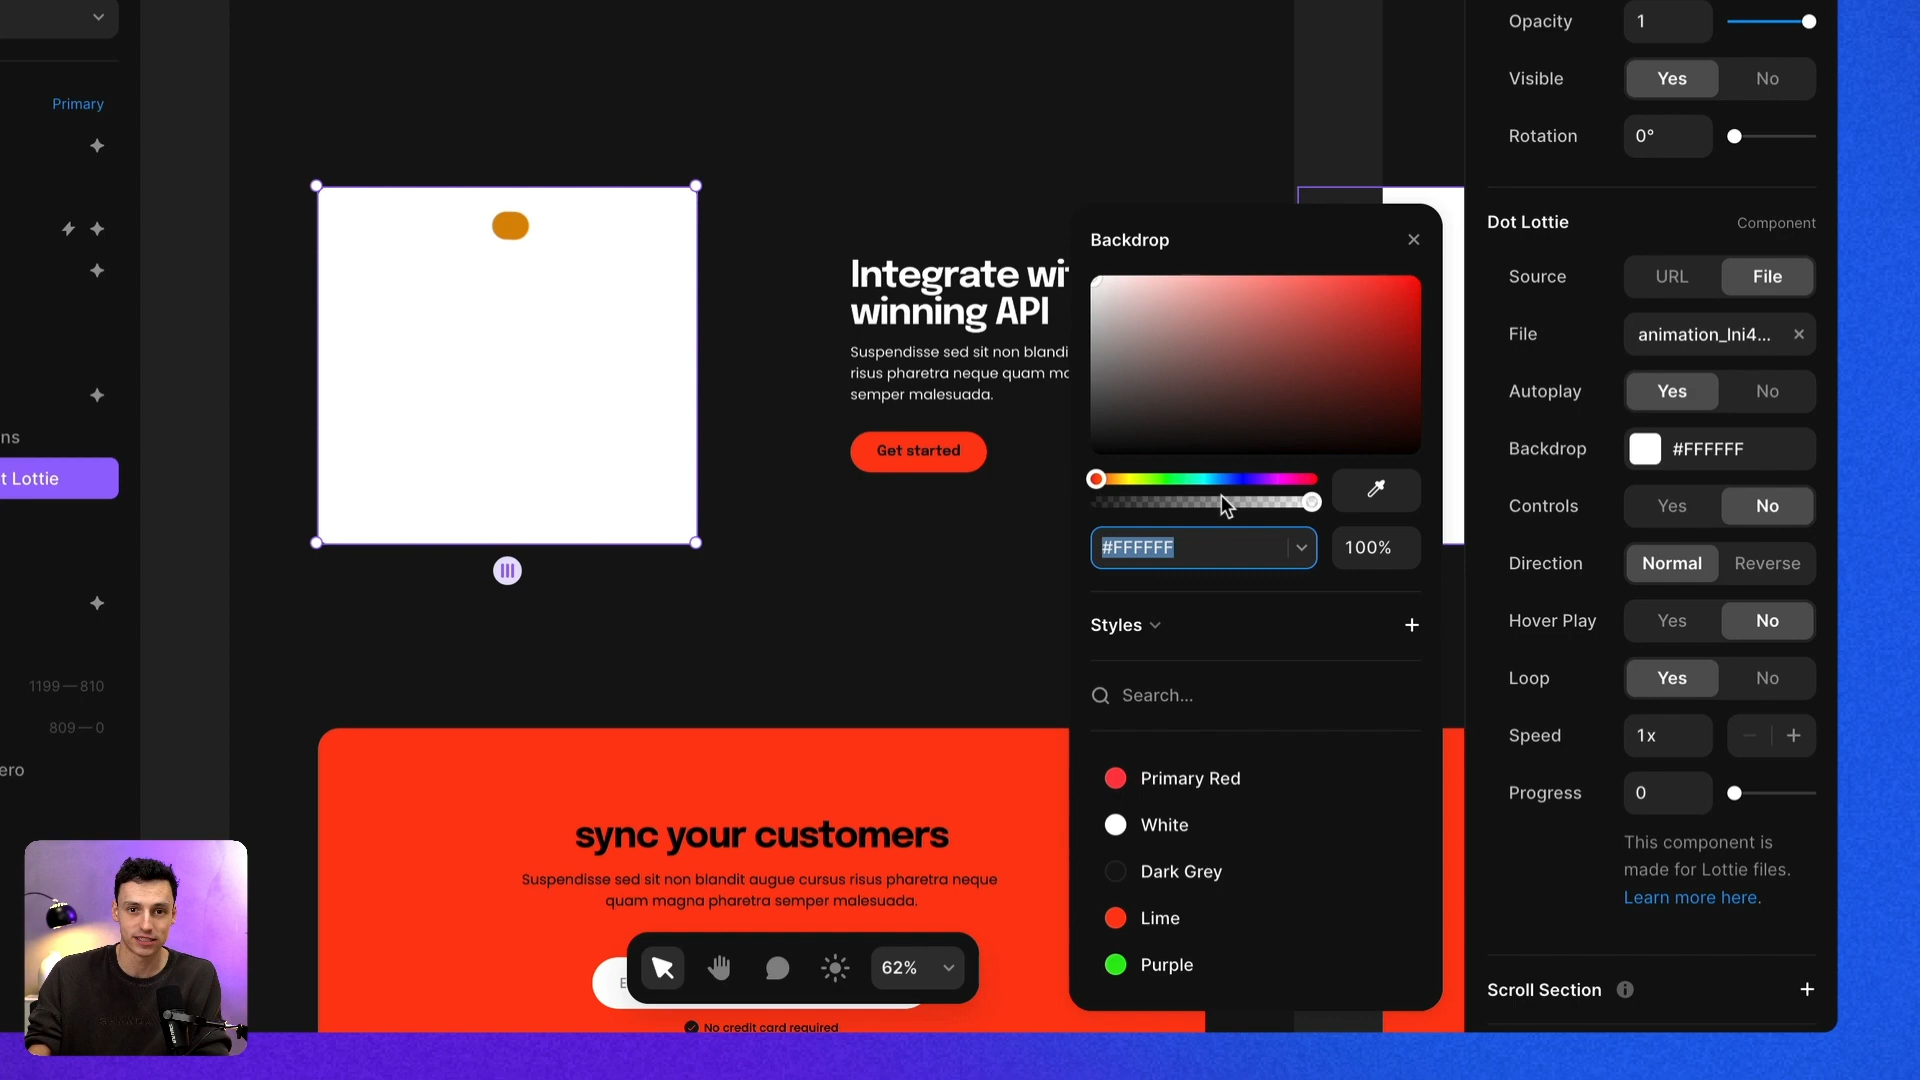 Primary
ns
t Lottie
1199 — 810
809 — 0
ero
Integrate wi
winning API
Suspendisse sed sit non blandi
risus pharetra neque quam
semper malesuada.
Get started
sync your customers
Suspendisse sed sit non blandit augue cursus risus pharetra neque
quam magna pharetra semper malesuada.
E
No credit card required
62%
Backdrop
#FFFFFF
100%
Styles
Search...
Primary Red
White
Dark Grey
Lime
Purple
Opacity 1
Visible Yes No
Rotation 0°
Dot Lottie Component
Source URL File
File animation_lni4...
Autoplay Yes No
Backdrop #FFFFFF
Controls Yes No
Direction Normal Reverse
Hover Play Yes No
Loop Yes No
Speed 1x
Progress 0
This component is
made for Lottie files.
Learn more here.
Scroll Section